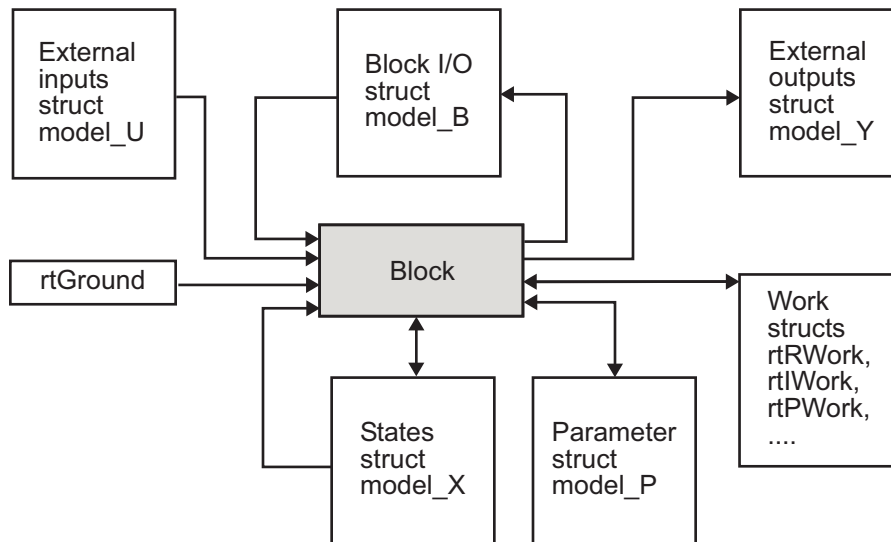 External
inputs
struct
model_U
Block I/O
struct
model_B
External
outputs
struct
model_Y
rtGround
Block
Work
structs
rtRWork,
rtIWork,
rtPWork,
....
States
struct
model_X
Parameter
struct
model_P